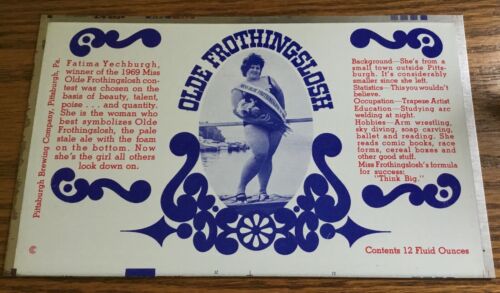 Pittsburgh Brewing Company, Pittsburgh, Pa.
Fatima Yechburgh,
winner of the 1969 Miss
Olde Frothingslosh con-
test was chosen on the
basis of beauty, talent,
poise . . . and quantity.
She is the woman who
best symbolizes Olde
Frothingslosh, the pale
stale ale with the foam
on the bottom. Now
she's the girl all others
look down on.
OLDE FROTHINGSLOSH
MISS OLDE FROTHINGSLOSH
Background—She's from a
small town outside Pitts-
burgh. It's considerably
smaller since she left.
Statistics—This you wouldn't
believe.
Occupation—Trapeze Artist
Education—Studying arc
welding at night.
Hobbies—Arm wrestling,
sky diving, soap carving,
ballet and reading. She
reads comic books, race
forms, cereal boxes and
other good stuff.
Miss Frothingslosh's formula
for success:
"Think Big."
Contents 12 Fluid Ounces